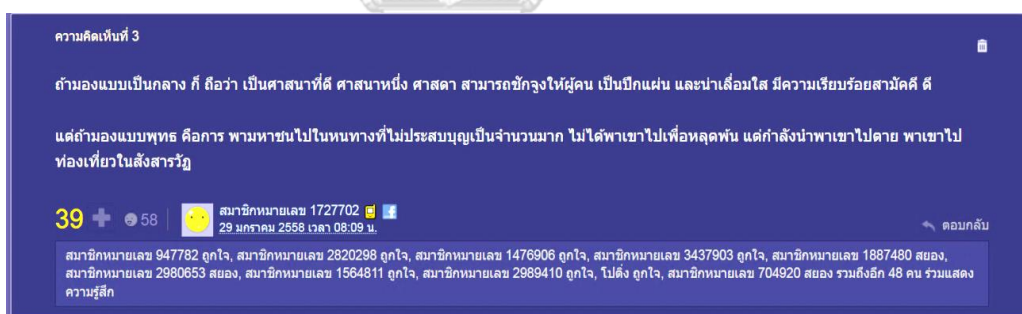 ความคิดเห็นที่ 3
ถ้ามองแบบเป็นกลาง ก็ ถือว่า เป็นศาสนาที่ดี ศาสนาหนึ่ง ศาสดา สามารถชักจูงให้ผู้คน เป็นปึกแผ่น และน่าเลื่อมใส มีความเรียบร้อยสามัคคี ดี
แต่ถ้ามองแบบพุทธ คือการ พามหาชนไปในหนทางที่ไม่ประสบบุญเป็นจำนวนมาก ไม่ได้พาเขาไปเพื่อหลุดพ้น แต่กำลังนำพาเขาไปตาย พาเขาไป
ท่องเที่ยวในสังสารวัฏ
39 58 สมาชิกหมายเลข 1727702
29 มกราคม 2558 เวลา 08:09 น.
ตอบกลับ
สมาชิกหมายเลข 947782 ถูกใจ, สมาชิกหมายเลข 2820298 ถูกใจ, สมาชิกหมายเลข 1476906 ถูกใจ, สมาชิกหมายเลข 3437903 ถูกใจ, สมาชิกหมายเลข 1887480 สยอง,
สมาชิกหมายเลข 2980653 สยอง, สมาชิกหมายเลข 1564811 ถูกใจ, สมาชิกหมายเลข 2989410 ถูกใจ, โปดิ่ง ถูกใจ, สมาชิกหมายเลข 704920 สยอง รวมถึงอีก 48 คน ร่วมแสดง
ความรู้สึก